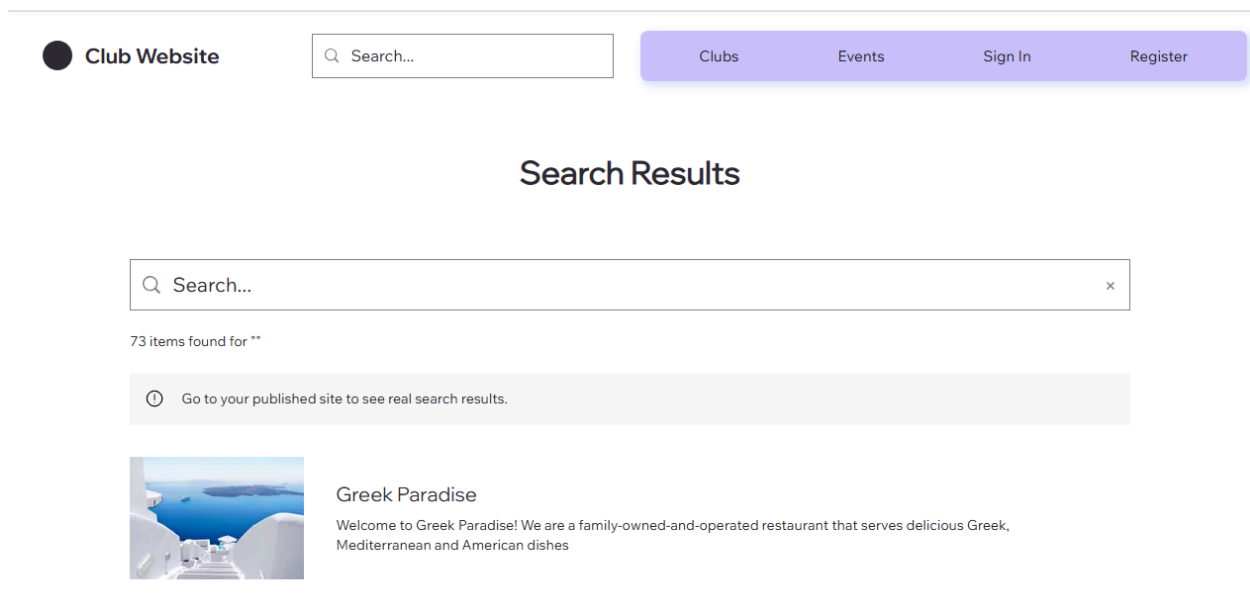 Club Website
Search...
Clubs Events Sign In Register
Search Results
Search... ×
73 items found for ""
Go to your published site to see real search results.
Greek Paradise
Welcome to Greek Paradise! We are a family-owned-and-operated restaurant that serves delicious Greek,
Mediterranean and American dishes